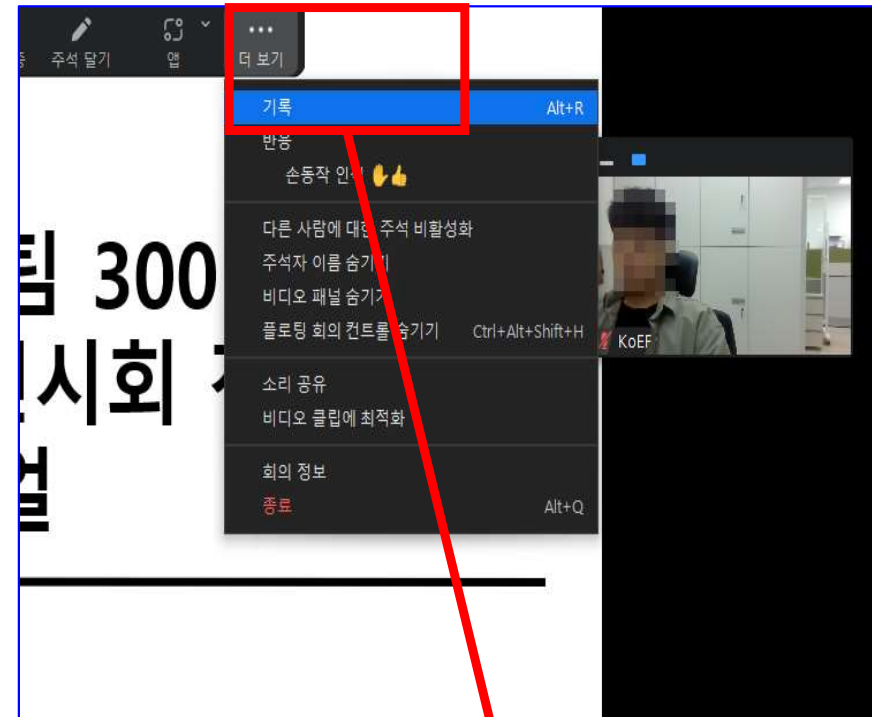 주석 달기
앱
더 보기
기록 Alt+R
반응
손동작 인식
다른 사람에 대한 주석 비활성화
주석자 이름 숨기기
비디오 패널 숨기기
플로팅 회의 컨트롤 숨기기 Ctrl+Alt+Shift+H
소리 공유
비디오 클립에 최적화
회의 정보
종료 Alt+Q
팀 300
시회
얼
KoEF